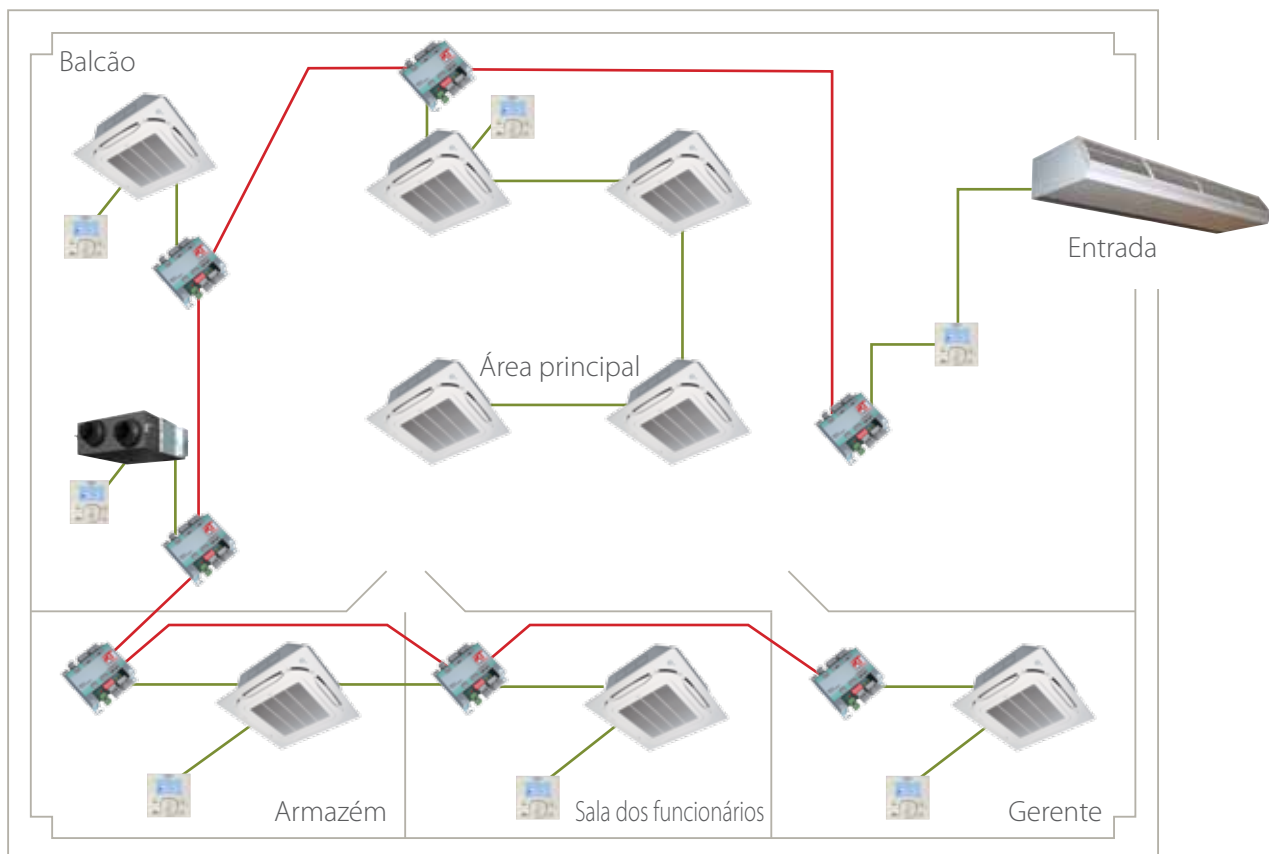 Balcão
Entrada
Área principal
Armazém
Sala dos funcionários
Gerente